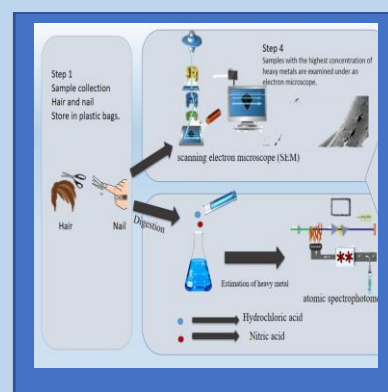 Step 1
Sample collection
Hair and nail
Store in plastic bags.
Hair
Nail
Step 4
Samples with the highest concentration of
heavy metals are examined under an
electron microscope.
scanning electron microscope (SEM)
Digestion
Estimation of heavy metal
atomic spectrophotome
Hydrochloric acid
Nitric acid